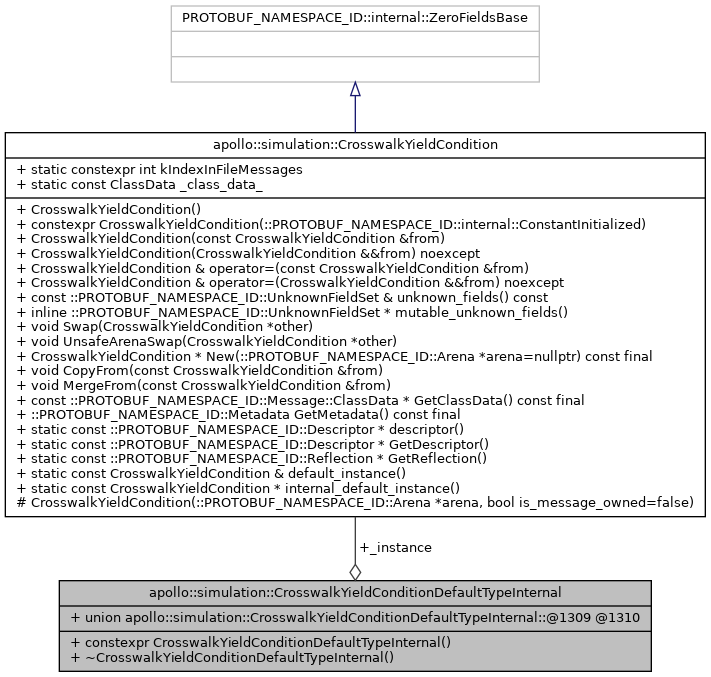 PROTOBUF_NAMESPACE_ID::internal::ZeroFieldsBase
apollo::simulation::CrosswalkYieldCondition
+ static constexpr int kIndexInFileMessages
+ static const ClassData _class_data_
+ CrosswalkYieldCondition()
+ constexpr CrosswalkYieldCondition(::PROTOBUF_NAMESPACE_ID::internal::ConstantInitialized)
+ CrosswalkYieldCondition(const CrosswalkYieldCondition &from)
+ CrosswalkYieldCondition(CrosswalkYieldCondition &&from) noexcept
+ CrosswalkYieldCondition & operator=(const CrosswalkYieldCondition &from)
+ CrosswalkYieldCondition & operator=(CrosswalkYieldCondition &&from) noexcept
+ const ::PROTOBUF_NAMESPACE_ID::UnknownFieldSet & unknown_fields() const
+ inline ::PROTOBUF_NAMESPACE_ID::UnknownFieldSet * mutable_unknown_fields()
+ void Swap(CrosswalkYieldCondition *other)
+ void UnsafeArenaSwap(CrosswalkYieldCondition *other)
+ CrosswalkYieldCondition * New(::PROTOBUF_NAMESPACE_ID::Arena *arena=nullptr) const final
+ void CopyFrom(const CrosswalkYieldCondition &from)
+ void MergeFrom(const CrosswalkYieldCondition &from)
+ const ::PROTOBUF_NAMESPACE_ID::Message::ClassData * GetClassData() const final
+ ::PROTOBUF_NAMESPACE_ID::Metadata GetMetadata() const final
+ static const ::PROTOBUF_NAMESPACE_ID::Descriptor * descriptor()
+ static const ::PROTOBUF_NAMESPACE_ID::Descriptor * GetDescriptor()
+ static const ::PROTOBUF_NAMESPACE_ID::Reflection * GetReflection()
+ static const CrosswalkYieldCondition & default_instance()
+ static const CrosswalkYieldCondition * internal_default_instance()
# CrosswalkYieldCondition(::PROTOBUF_NAMESPACE_ID::Arena *arena, bool is_message_owned=false)
+_instance
apollo::simulation::CrosswalkYieldConditionDefaultTypeInternal
+ union apollo::simulation::CrosswalkYieldConditionDefaultTypeInternal::@1309 @1310
+ constexpr CrosswalkYieldConditionDefaultTypeInternal()
+ ~CrosswalkYieldConditionDefaultTypeInternal()